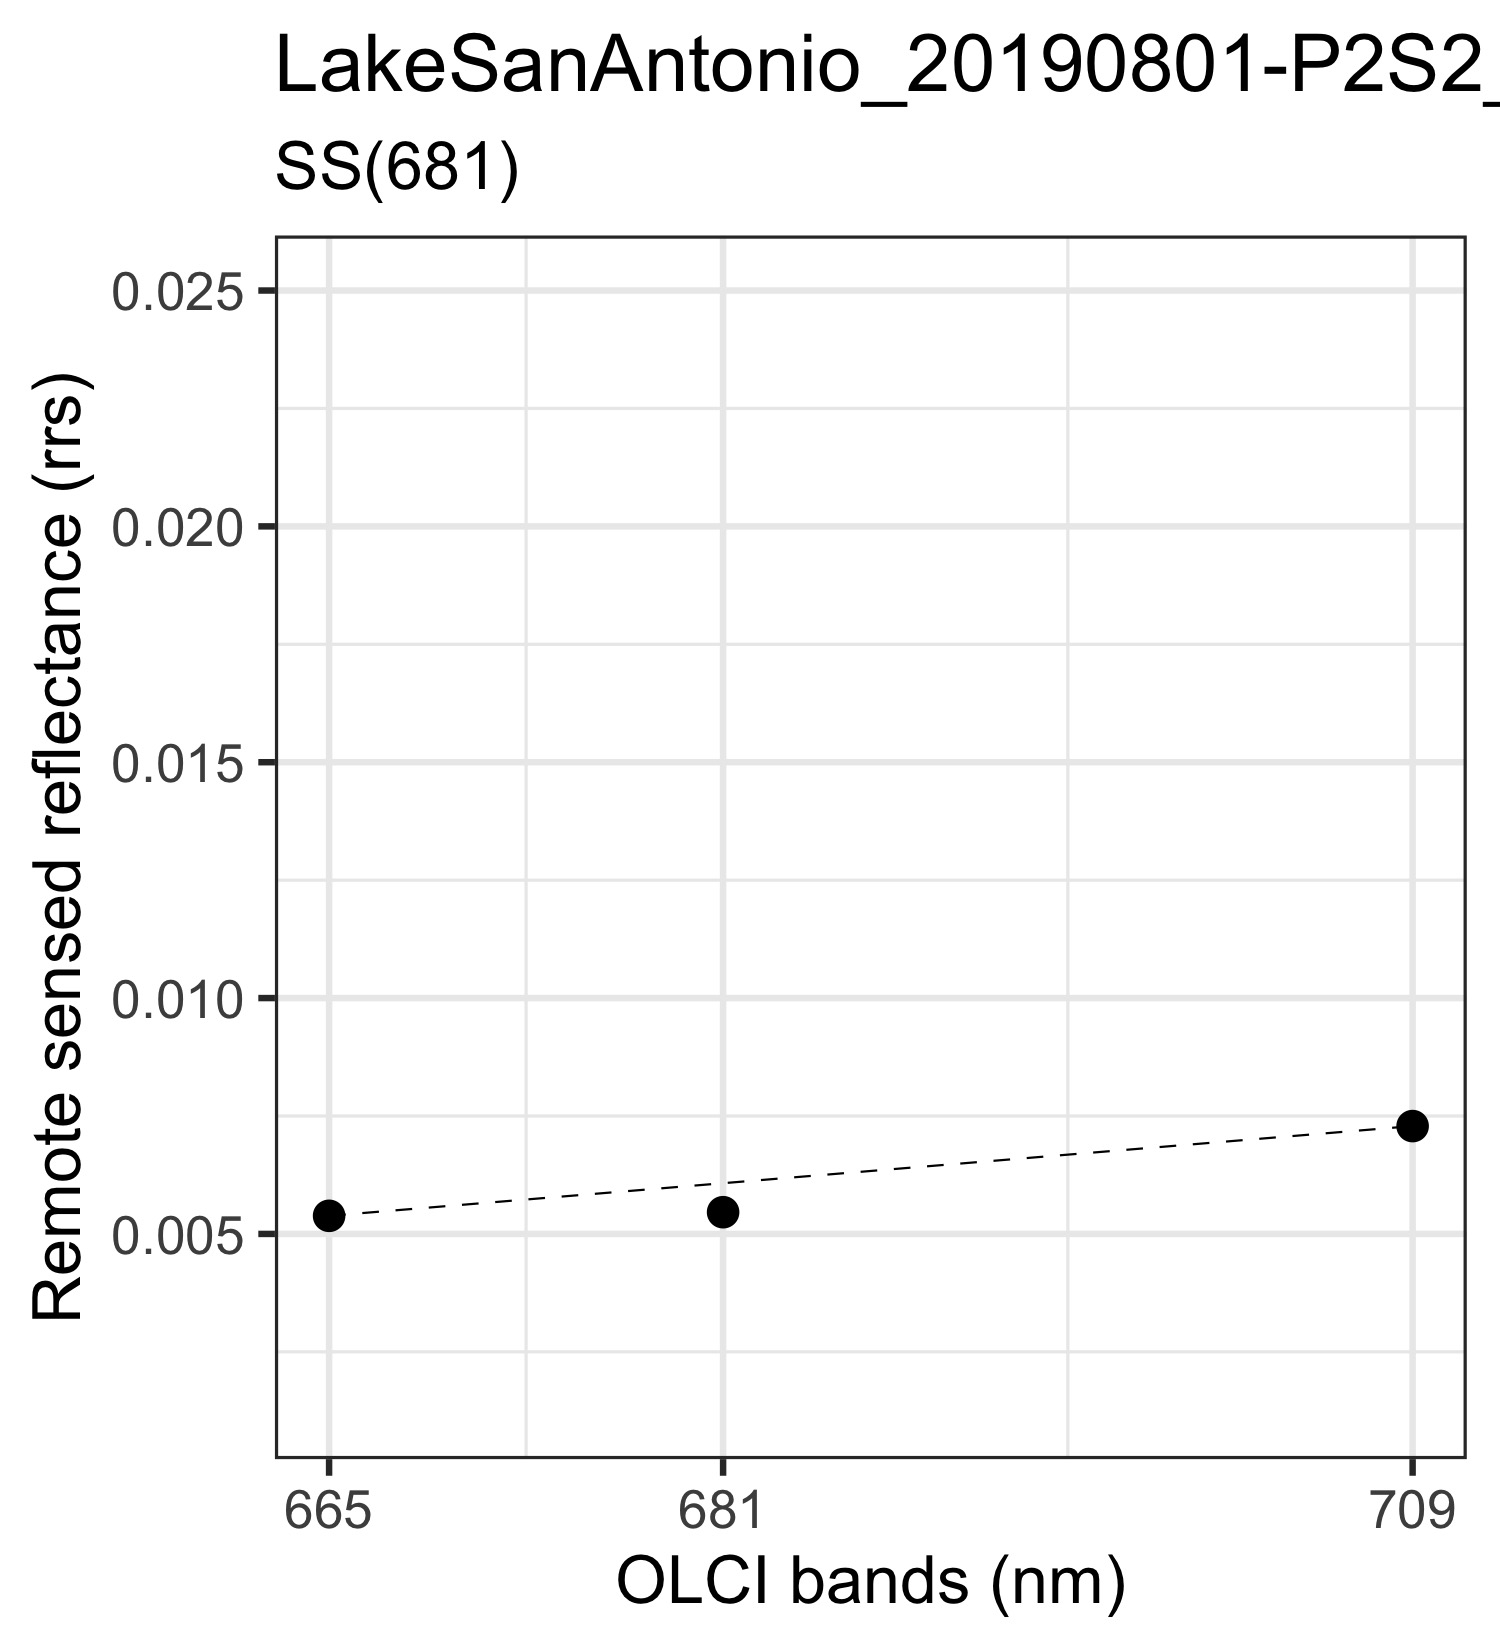 LakeSanAntonio_20190801-P2S2_
SS(681)
Remote sensed reflectance (rrs)
0.025
0.020
0.015
0.010
0.005
665 681 709
OLCI bands (nm)